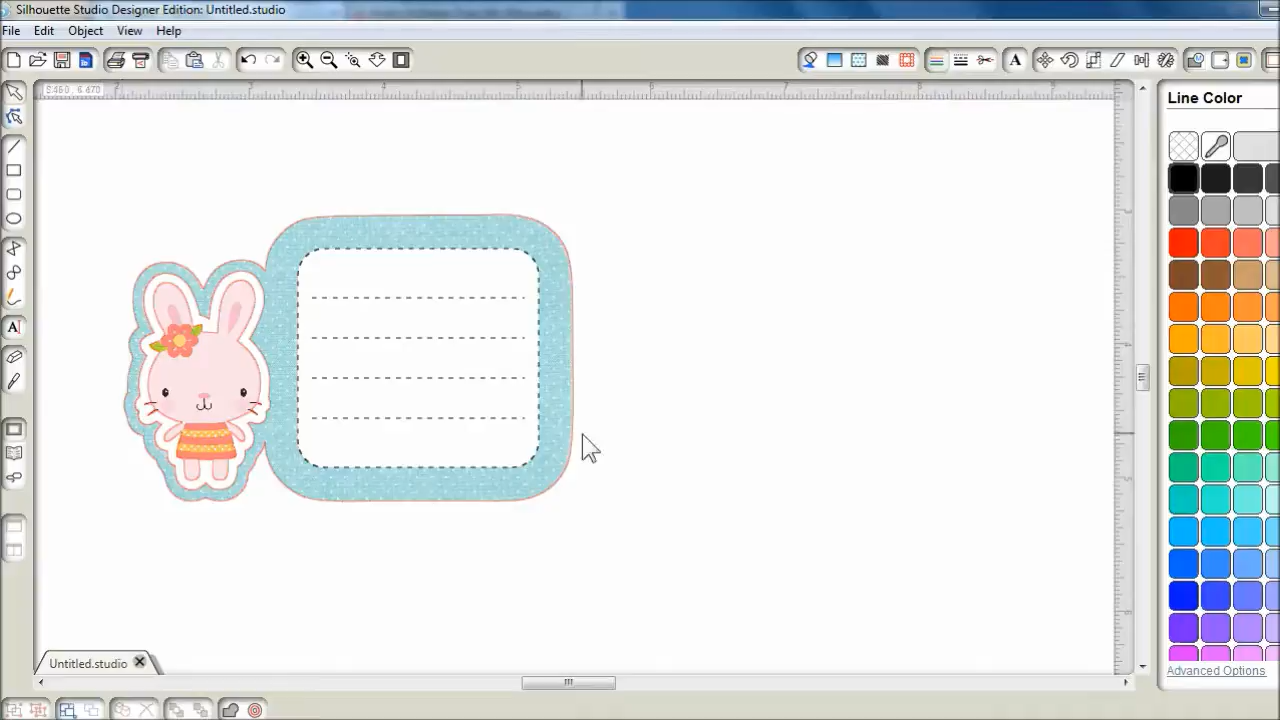 Silhouette Studio Designer Edition: Untitled.studio
File Edit Object View Help
A
Line Color
A
Untitled.studio
Advanced Options